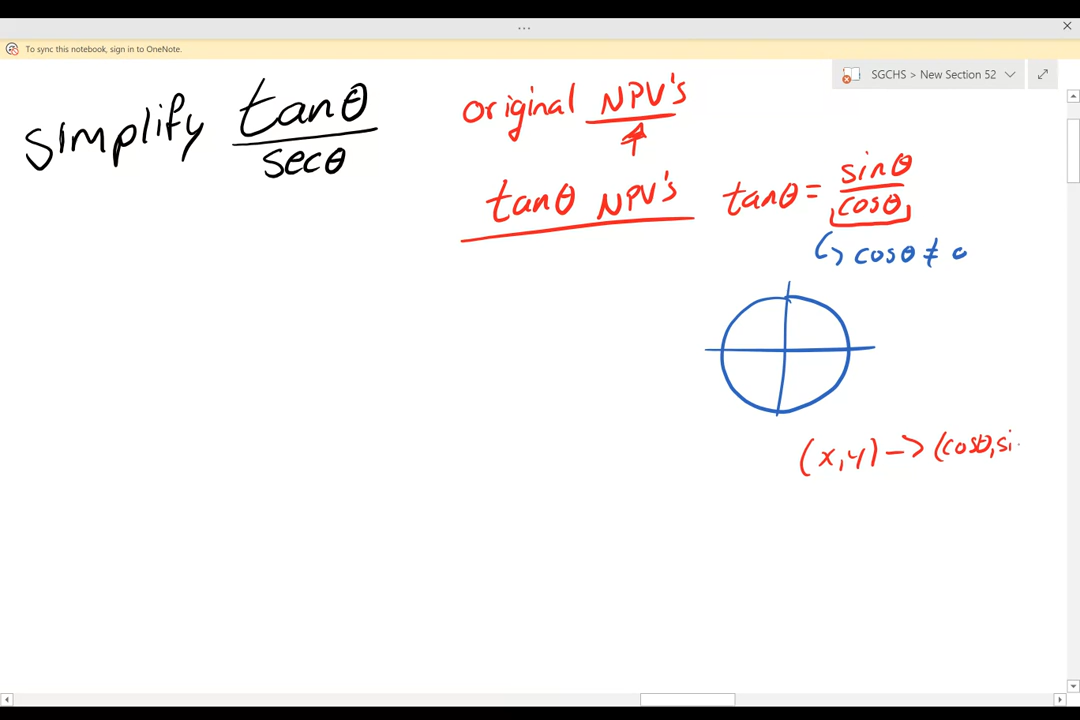 To sync this notebook, sign in to OneNote.
SGCHS > New Section 52
simplify tanθ/secθ
original NPV's
tanθ NPV's
tanθ = sinθ/cosθ
↳ cosθ ≠ 0
(x,y) -> (cosθ,si